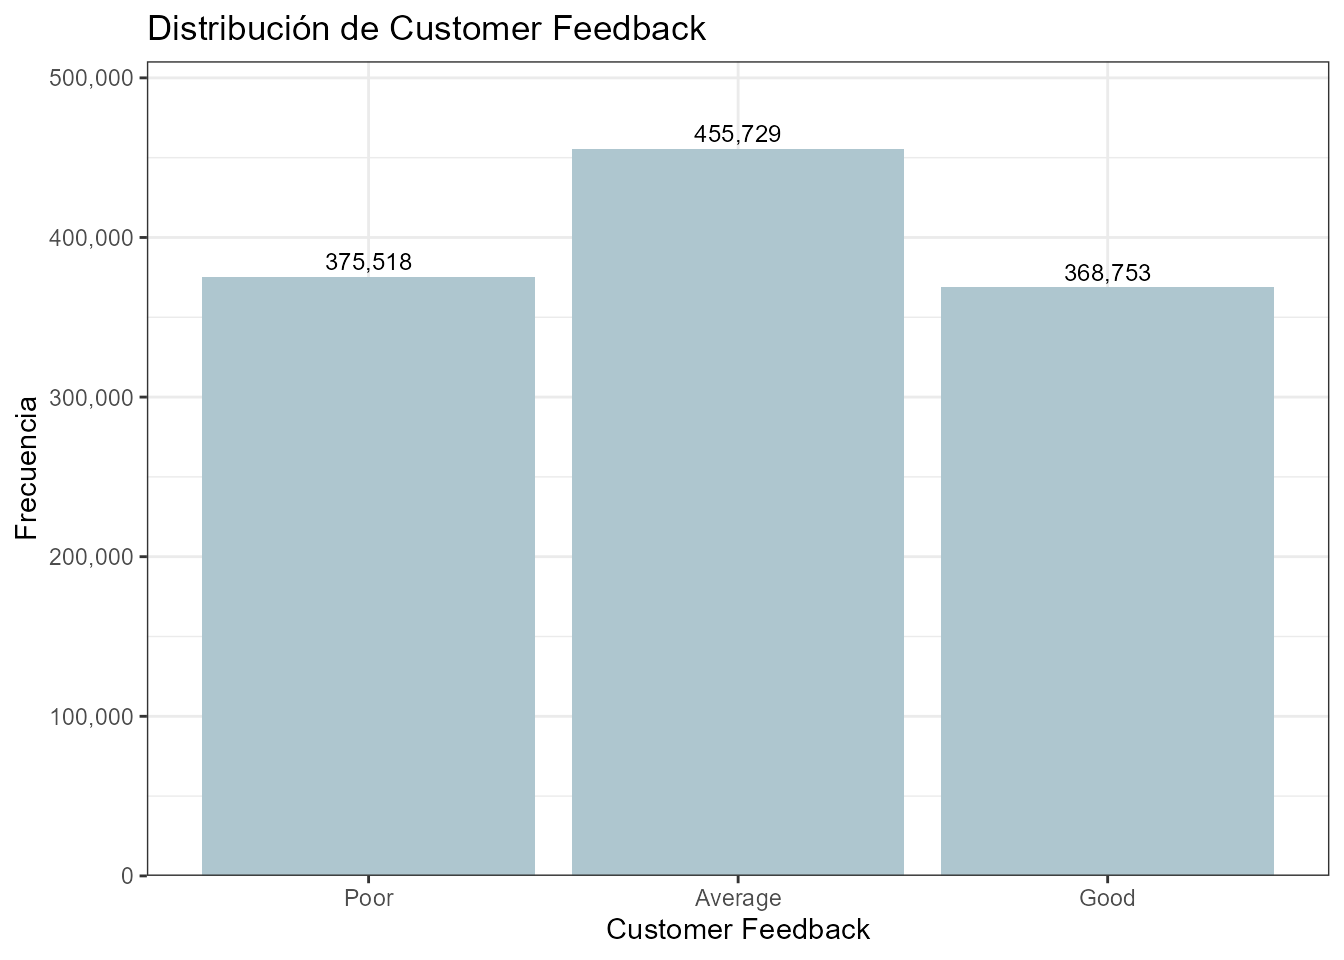 Distribución de Customer Feedback
500,000
400,000
300,000
200,000
100,000
0
Frecuencia
375,518
455,729
368,753
Poor
Average
Good
Customer Feedback